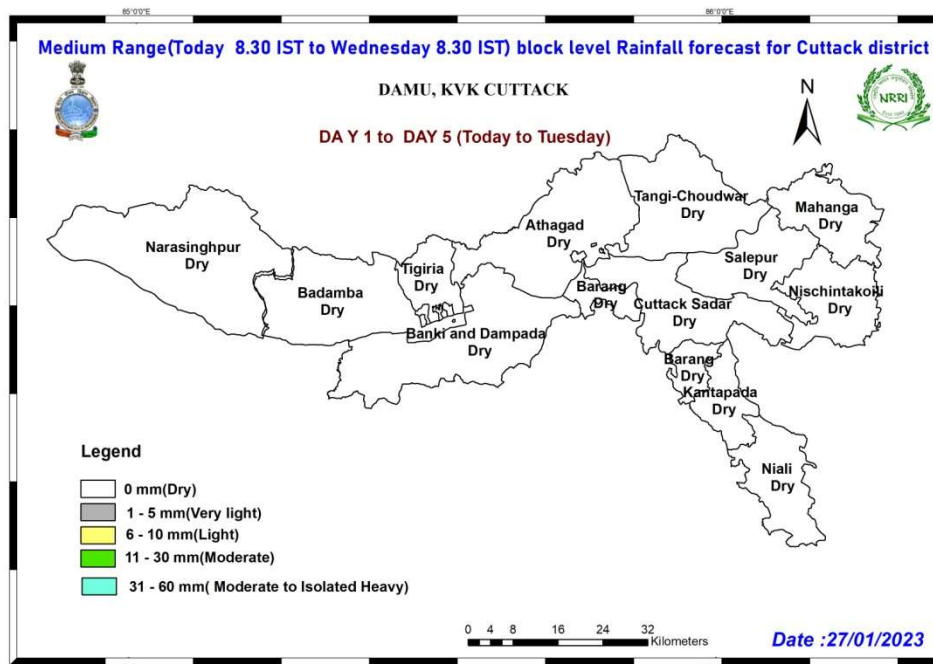 85°0'0"E
86°0'0"E
Medium Range(Today 8.30 IST to Wednesday 8.30 IST) block level Rainfall forecast for Cuttack district
DAMU, KVK CUTTACK
N
NRRI
DA Y 1 to DAY 5 (Today to Tuesday)
Tangi-Choudwar
Dry
Mahanga
Dry
Athagad
Dry
Narasinghpur
Dry
Salepur
Dry
Tigiria
Dry
Badamba
Dry
Barang
Dry
Nischintakoili
Dry
Cuttack Sadar
Dry
Banki and Dampada
Dry
Barang
Dry
Kantapada
Dry
Niali
Dry
Legend
0 mm(Dry)
1 - 5 mm(Very light)
6 - 10 mm(Light)
11 - 30 mm(Moderate)
31 - 60 mm( Moderate to Isolated Heavy)
0 2 4 8 16 24 32
Kilometers
Date :27/01/2023